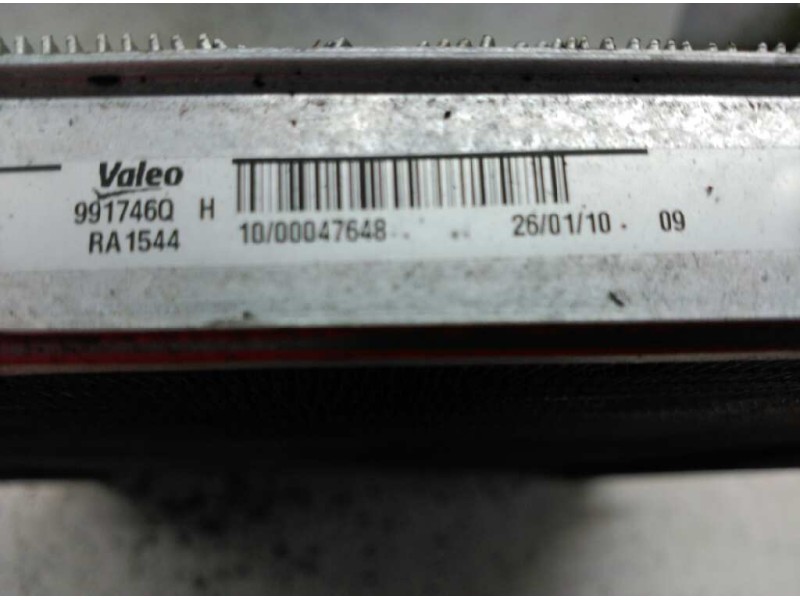 Valeo
991746Q H
RA1544
10/00047648 26/01/10 09